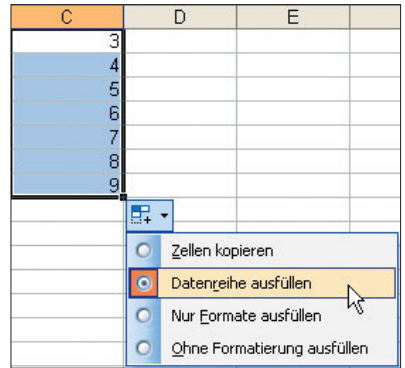 C D E
3
4
5
6
7
8
9
Zellen kopieren
Datenreihe ausfüllen
Nur Formate ausfüllen
Ohne Formatierung ausfüllen